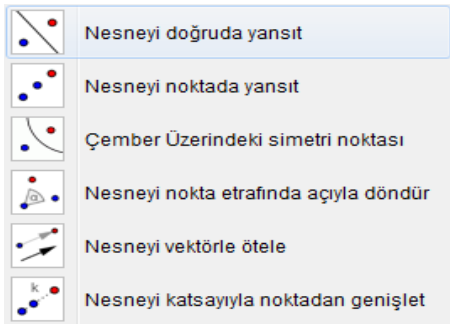 Nesneyi doğruda yansıt
Nesneyi noktada yansıt
Çember Üzerindeki simetri noktası
α
Nesneyi nokta etrafında açıyla döndür
Nesneyi vektörle ötele
k
Nesneyi katsayıyla noktadan genişlet